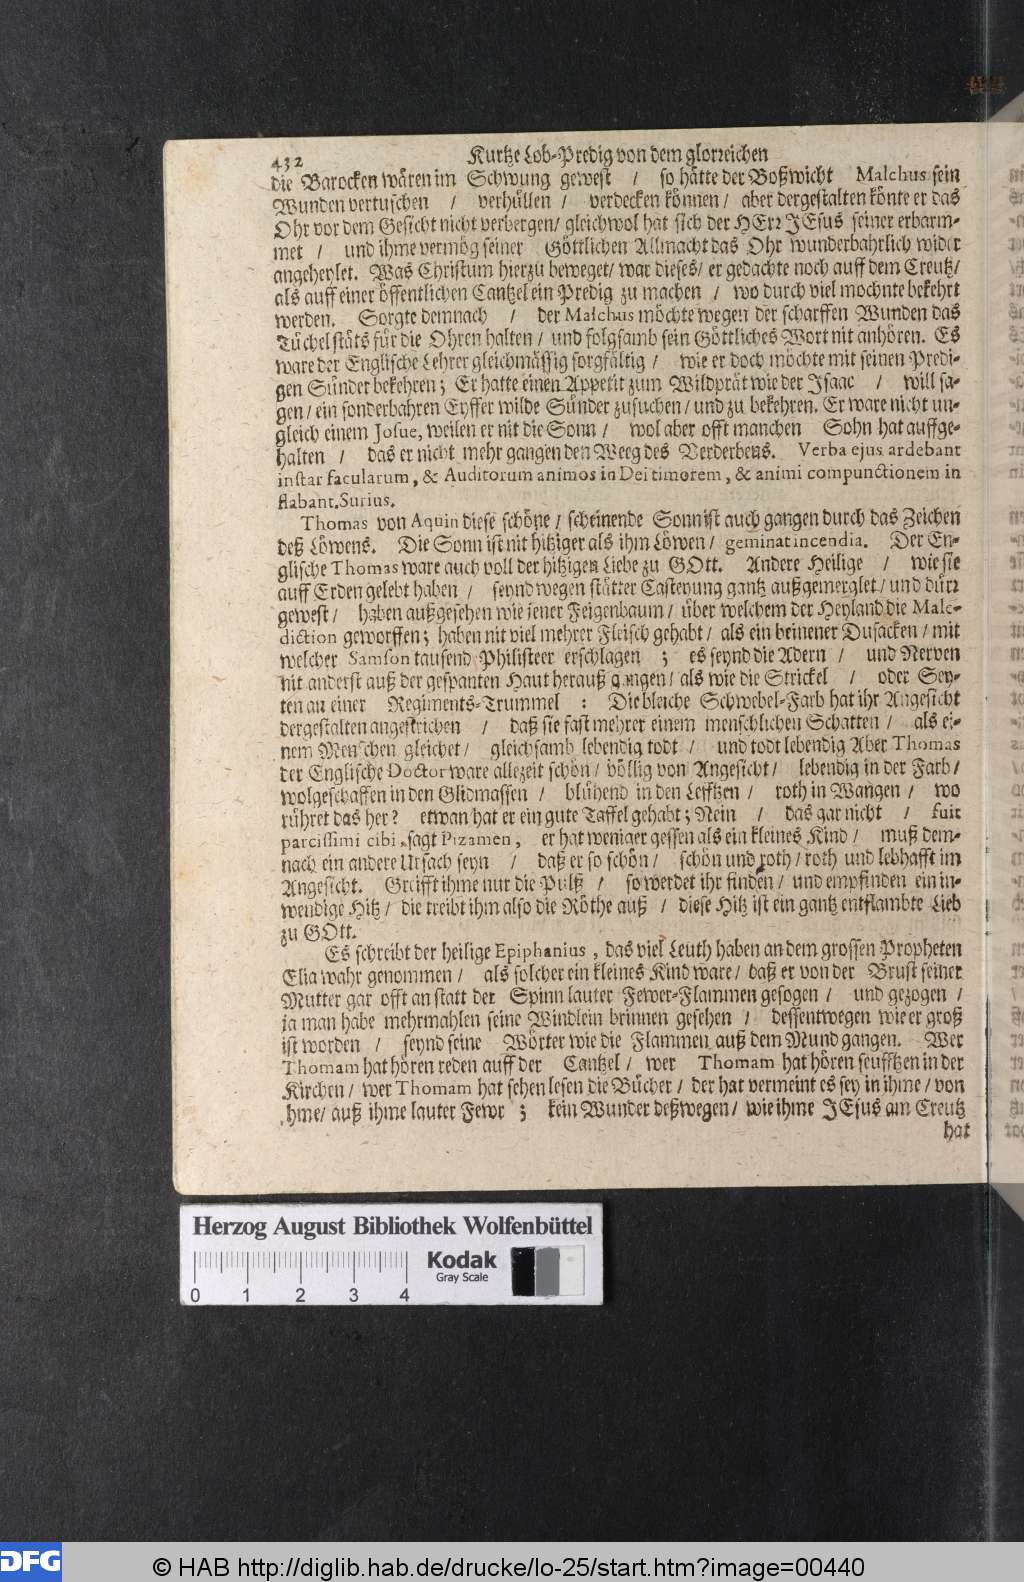 432
Kurtze Lob-Predig von dem glorreichen
die Barocken wären im Schwung gewest / so hätte der Boßwicht Malchus sein
Wunden vertuschen / verhüllen / verdecken können / aber dergestalten könte er das
Ohr vor dem Gesicht nicht verbergen / gleichwol hat sich der HErr JEsus seiner erbarm-
met / und ihme vermög seiner Göttlichen Allmacht das Ohr wunderbahrlich wider
angeheylet. Was Christum hierzu beweget / war dieses / er gedachte noch auff dem Creutz /
als auff einer öffentlichen Cantzel ein Predig zu machen / wo durch viel mochnte bekehrt
werden. Sorgte demnach / der Malchus möchte wegen der scharffen Wunden das
Tüchel stäts für die Ohren halten / und folgsamb sein Göttliches Wort nit anhören. Es
ware der Englische Lehrer gleichmässig sorgfältig / wie er doch möchte mit seinen Predi-
gen Sünder bekehren ; Er hatte einen Appetit zum Wildprät wie der Isaac / will sa-
gen / ein sonderbahren Eyffer wilde Sünder zusuchen / und zu bekehren. Er ware nicht un-
gleich einem Josue, weilen er nit die Sonn / wol aber offt manchen Sohn hat auffge-
halten / das er nicht mehr gangen den Weeg des Verderbens. Verba ejus ardebant
instar facularum, & Auditorum animos in Dei timorem, & animi compunctionem in
flabant. Surius.
Thomas von Aquin diese schöne / scheinende Sonn ist auch gangen durch das Zeichen
deß Löwens. Die Sonn ist nit hitziger als ihm Löwen / geminat incendia. Der En-
glische Thomas ware auch voll der hitzigen Liebe zu GOtt. Andere Heilige / wie sie
auff Erden gelebt haben / seynd wegen stätter Casteyung gantz außgemerglet / und dürr
gewest / haben außgesehen wie jener Feigenbaum / über welchem der Heyland die Male-
diction geworffen ; haben nit viel mehrer Fleisch gehabt / als ein beinener Dusacken / mit
welcher Samson tausend Philisteer erschlagen ; es seynd die Adern / und Nerven
nit anderst auß der gespanten Haut herauß gangen / als wie die Strickel / oder Sey-
ten an einer Regiments-Trummel : Die bleiche Schwebel-Farb hat ihr Angesicht
dergestalten angestrichen / daß sie fast mehrer einem menschlichen Schatten / als ei-
nem Menschen gleichet / gleichsamb lebendig todt / und todt lebendig Aber Thomas
der Englische Doctor ware allezeit schön / völlig von Angesicht / lebendig in der Farb /
wolgeschaffen in den Glidmassen / blühend in den Lefftzen / roth in Wangen / wo
rühret das her ? etwan hat er ein gute Taffel gehabt ; Nein / das gar nicht / fuit
parcissimi cibi, sagt Pizamen, er hat weniger gessen als ein kleines Kind / muß dem-
nach ein andere Ursach seyn / daß er so schön / schön und roth / roth und lebhafft im
Angesicht. Greifft ihme nur die Pulß / so werdet ihr finden / und empfinden ein in-
wendige Hitz / die treibt ihm also die Röthe auß / diese Hitz ist ein gantz entflambte Lieb
zu GOtt.
Es schreibt der heilige Epiphanius, das viel Leuth haben an dem grossen Propheten
Elia wahr genommen / als solcher ein kleines Kind ware / daß er von der Brust seiner
Mutter gar offt an statt der Spinn lauter Fewer-Flammen gesogen / und gezogen /
ja man habe mehrmahlen seine Windlein brinnen gesehen / dessentwegen wie er groß
ist worden / seynd seine Wörter wie die Flammen auß dem Mund gangen. Wer
Thomam hat hören reden auff der Cantzel / wer Thomam hat hören seufftzen in der
Kirchen / wer Thomam hat sehen lesen die Bücher / der hat vermeint es sey in ihme / von
ihme / auß ihme lauter Fewr ; kein Wunder deßwegen / wie ihme JEsus am Creutz
hat
Herzog August Bibliothek Wolfenbüttel
Kodak
Gray Scale
0 1 2 3 4
DFG
© HAB http://diglib.hab.de/drucke/lo-25/start.htm?image=00440